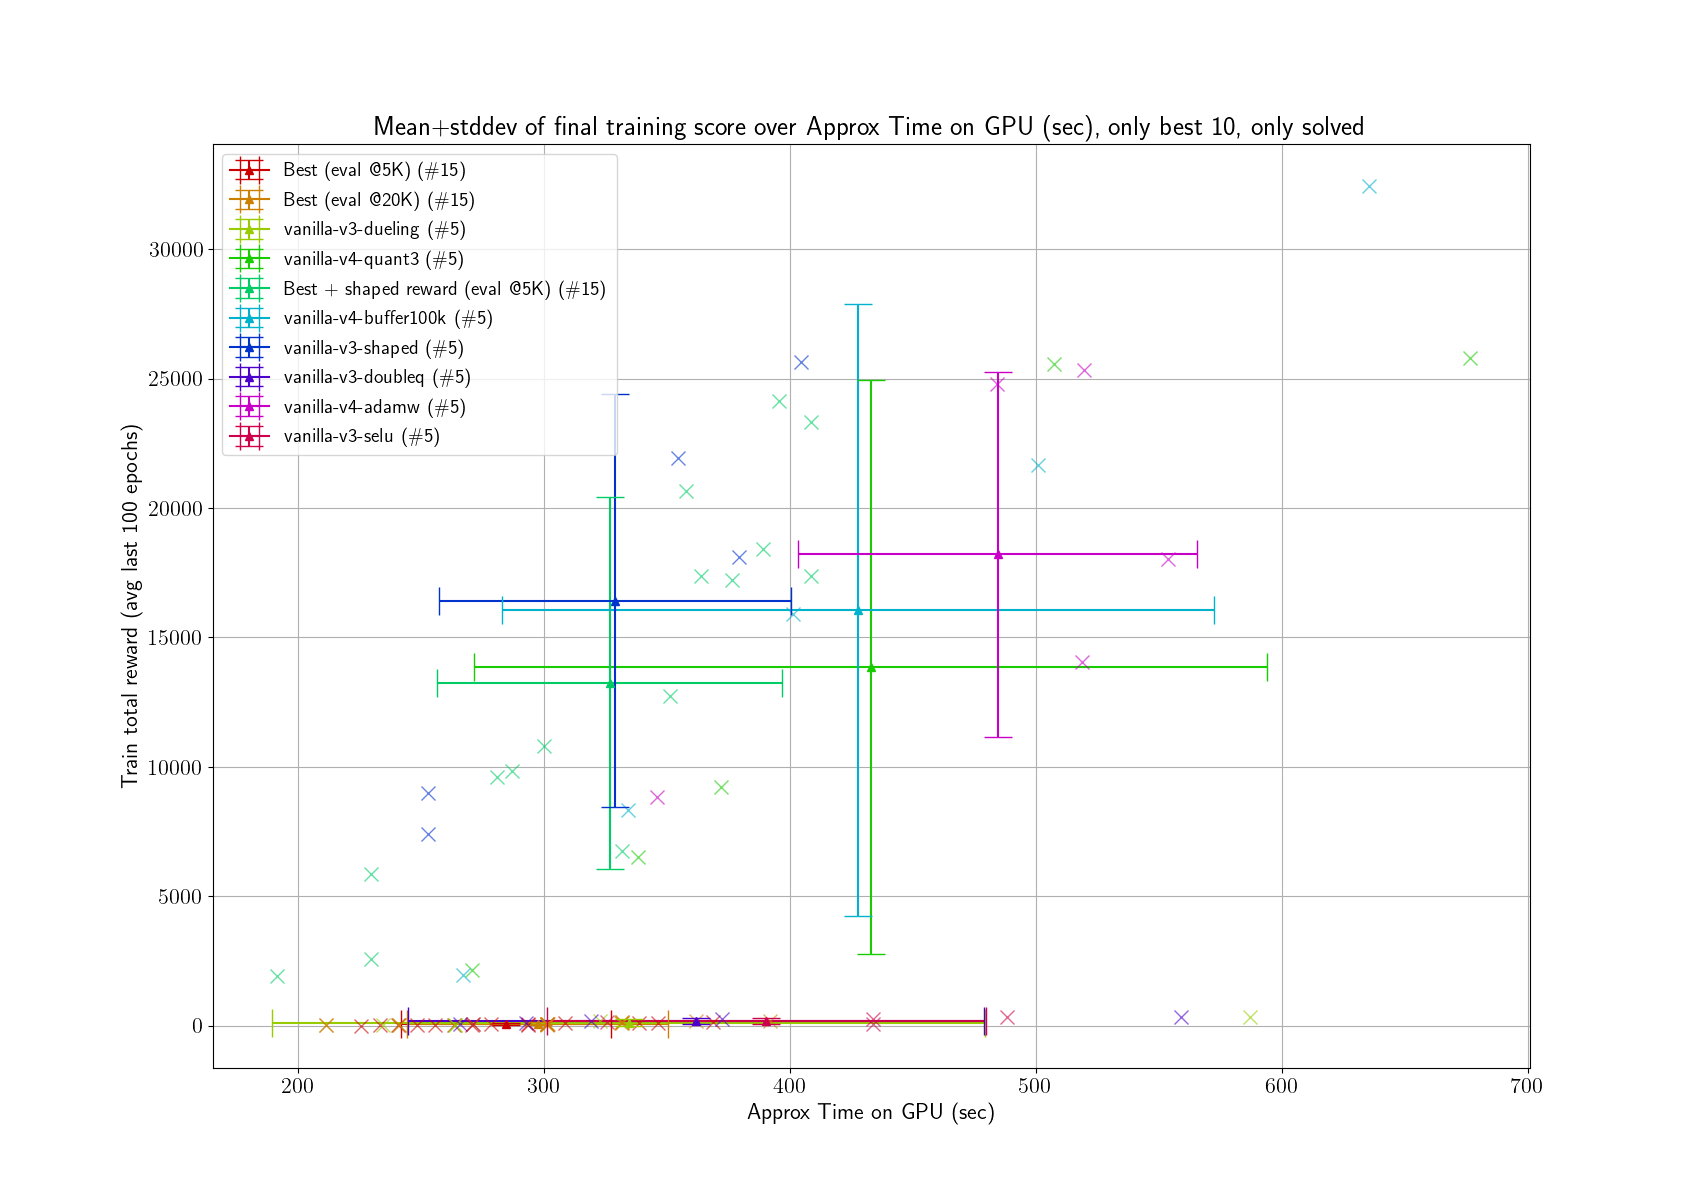 Mean+stddev of final training score over Approx Time on GPU (sec), only best 10, only solved
Best (eval @5K) (#15)
Best (eval @20K) (#15)
vanilla-v3-dueling (#5)
vanilla-v4-quant3 (#5)
Best + shaped reward (eval @5K) (#15)
vanilla-v4-buffer100k (#5)
vanilla-v3-shaped (#5)
vanilla-v3-doubleq (#5)
vanilla-v4-adamw (#5)
vanilla-v3-selu (#5)
Train total reward (avg last 100 epochs)
30000
25000
20000
15000
10000
5000
0
200 300 400 500 600 700
Approx Time on GPU (sec)